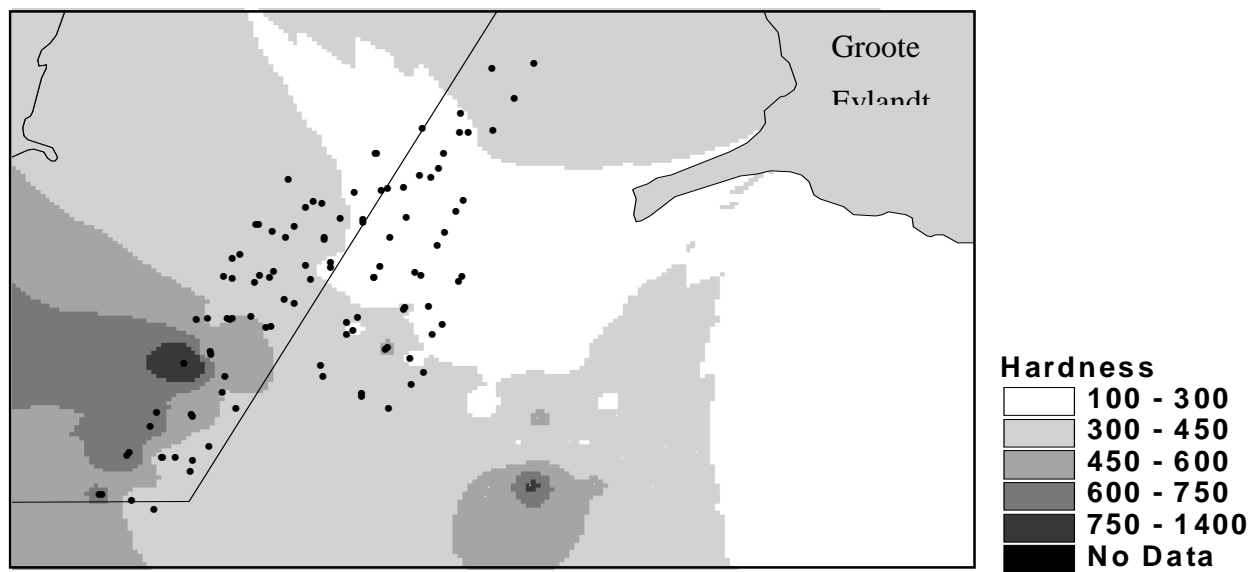 Groote
Eylandt
Hardness
100 - 300
300 - 450
450 - 600
600 - 750
750 - 1400
No Data